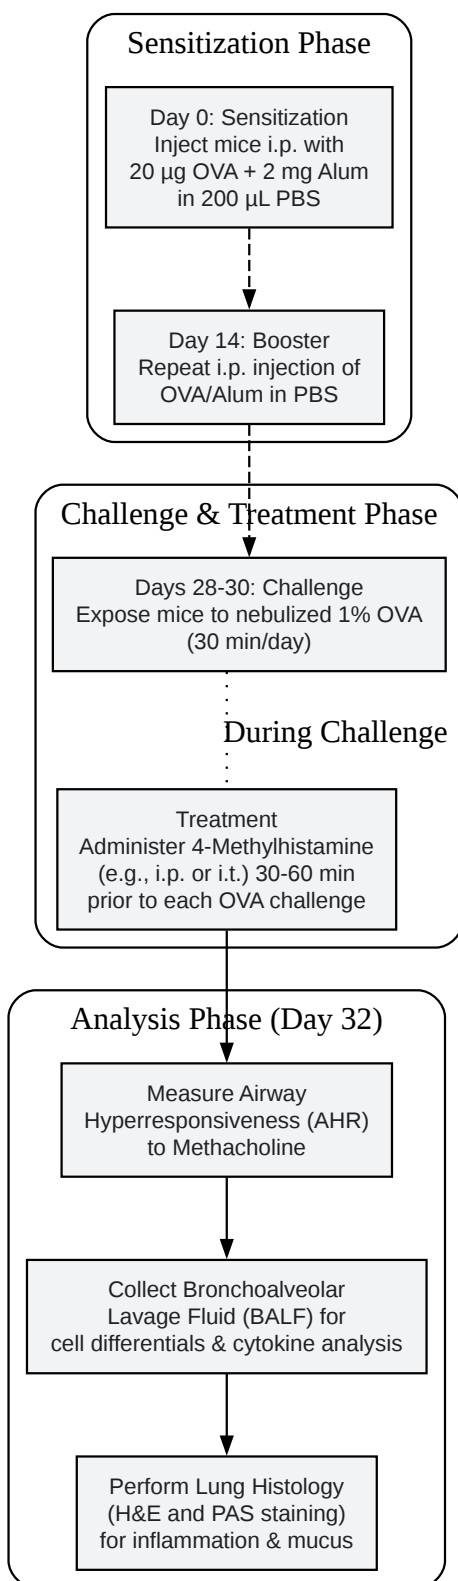 Sensitization Phase
Day 0: Sensitization
Inject mice i.p. with
20 µg OVA + 2 mg Alum
in 200 µL PBS
Day 14: Booster
Repeat i.p. injection of
OVA/Alum in PBS
Challenge & Treatment Phase
Days 28-30: Challenge
Expose mice to nebulized 1% OVA
(30 min/day)
During Challenge
Treatment
Administer 4-Methylhistamine
(e.g., i.p. or i.t.) 30-60 min
prior to each OVA challenge
Analysis Phase (Day 32)
Measure Airway
Hyperresponsiveness (AHR)
to Methacholine
Collect Bronchoalveolar
Lavage Fluid (BALF) for
cell differentials & cytokine analysis
Perform Lung Histology
(H&E and PAS staining)
for inflammation & mucus